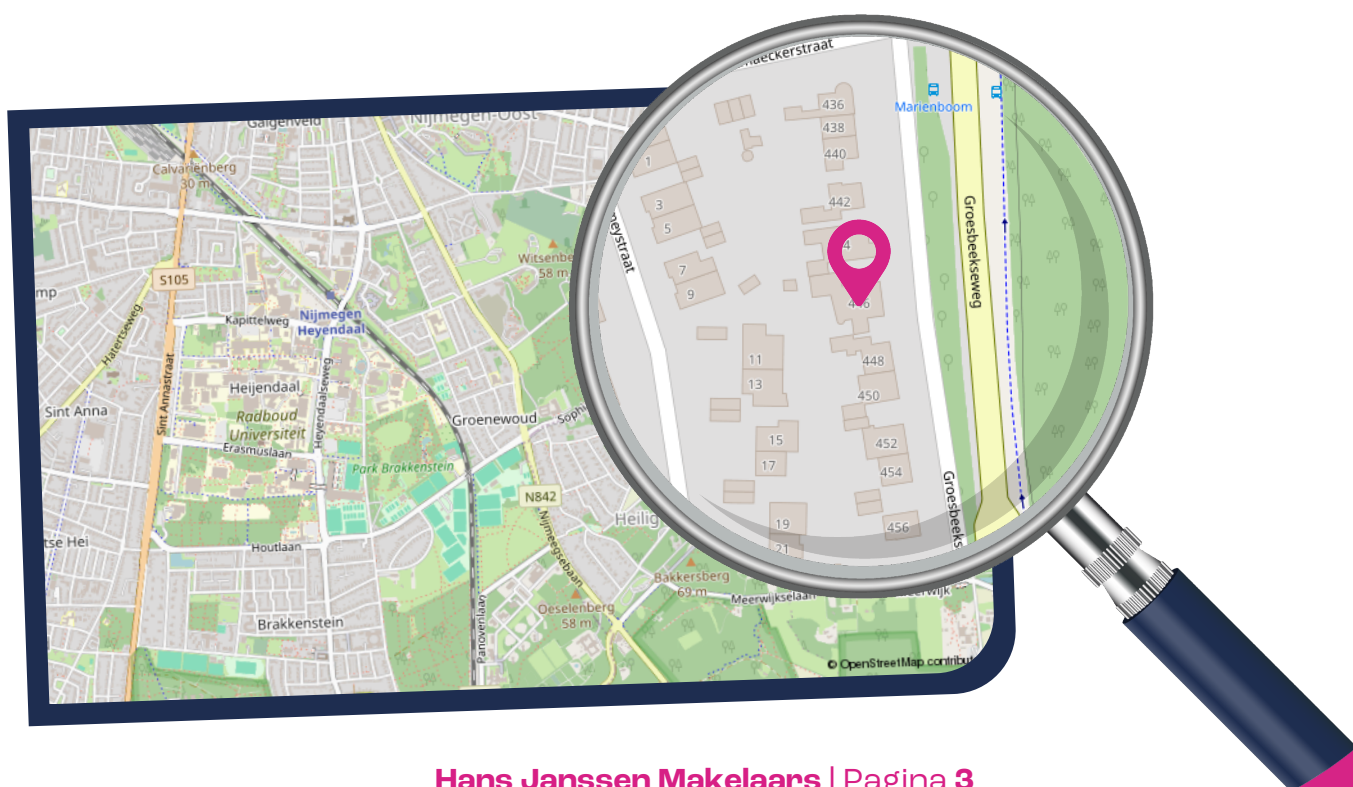 Galgenveld
Nijmegen-Oost
Calvariënberg
30 m
S105
Hatertseweg
Sint Annastraat
Kapittelweg
Nijmegen
Heyendaal
Heijendaal
Radboud
Universiteit
Erasmuslaan
Heyendaalseweg
Sint Anna
Park Brakkenstein
Groenewoud
58 m
N842
Nijmeegsebaan
Houtlaan
Brakkenstein
Panovenlaan
Oeselenberg
58 m
Bakkersberg
69 m
Meerwijkselaan
© OpenStreetMap
436
438
440
442
448
450
452
454
456
1
3
5
7
9
11
13
15
17
19
21
Marienboom
Groesbeekseweg
Hans Janssen Makelaars | Pagina 3